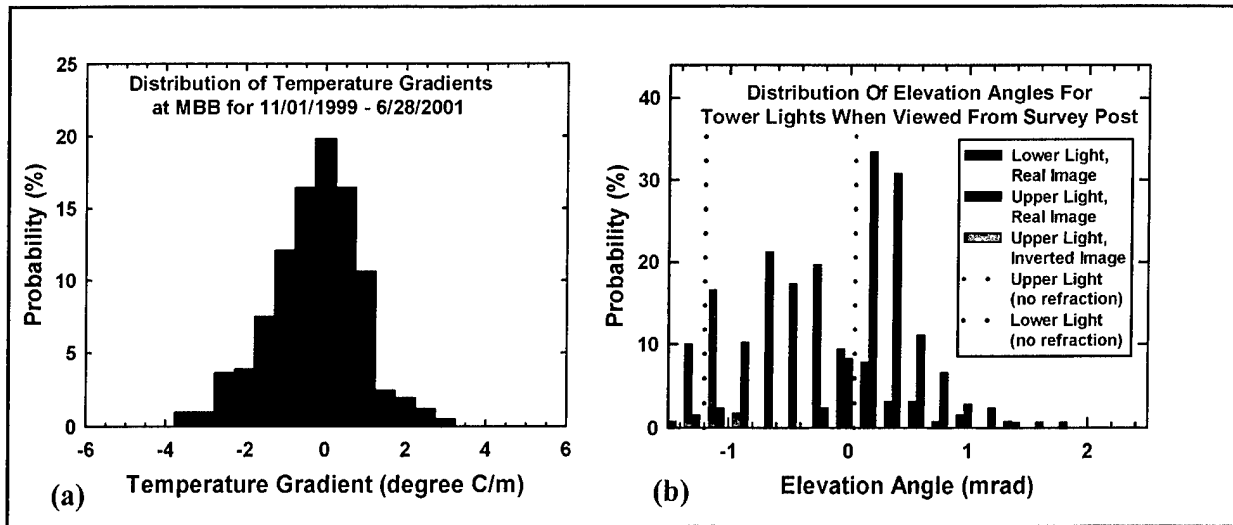 Distribution of Temperature Gradients
at MBB for 11/01/1999 - 6/28/2001
25
20
15
10
5
0
Probability (%)
-6
-4
-2
0
2
4
6
Temperature Gradient (degree C/m)
(a)
Distribution Of Elevation Angles For
Tower Lights When Viewed From Survey Post
40
30
20
10
0
Probability (%)
Lower Light,
Real Image
Upper Light,
Real Image
Upper Light,
Inverted Image
Upper Light
(no refraction)
Lower Light
(no refraction)
-1
0
1
2
Elevation Angle (mrad)
(b)